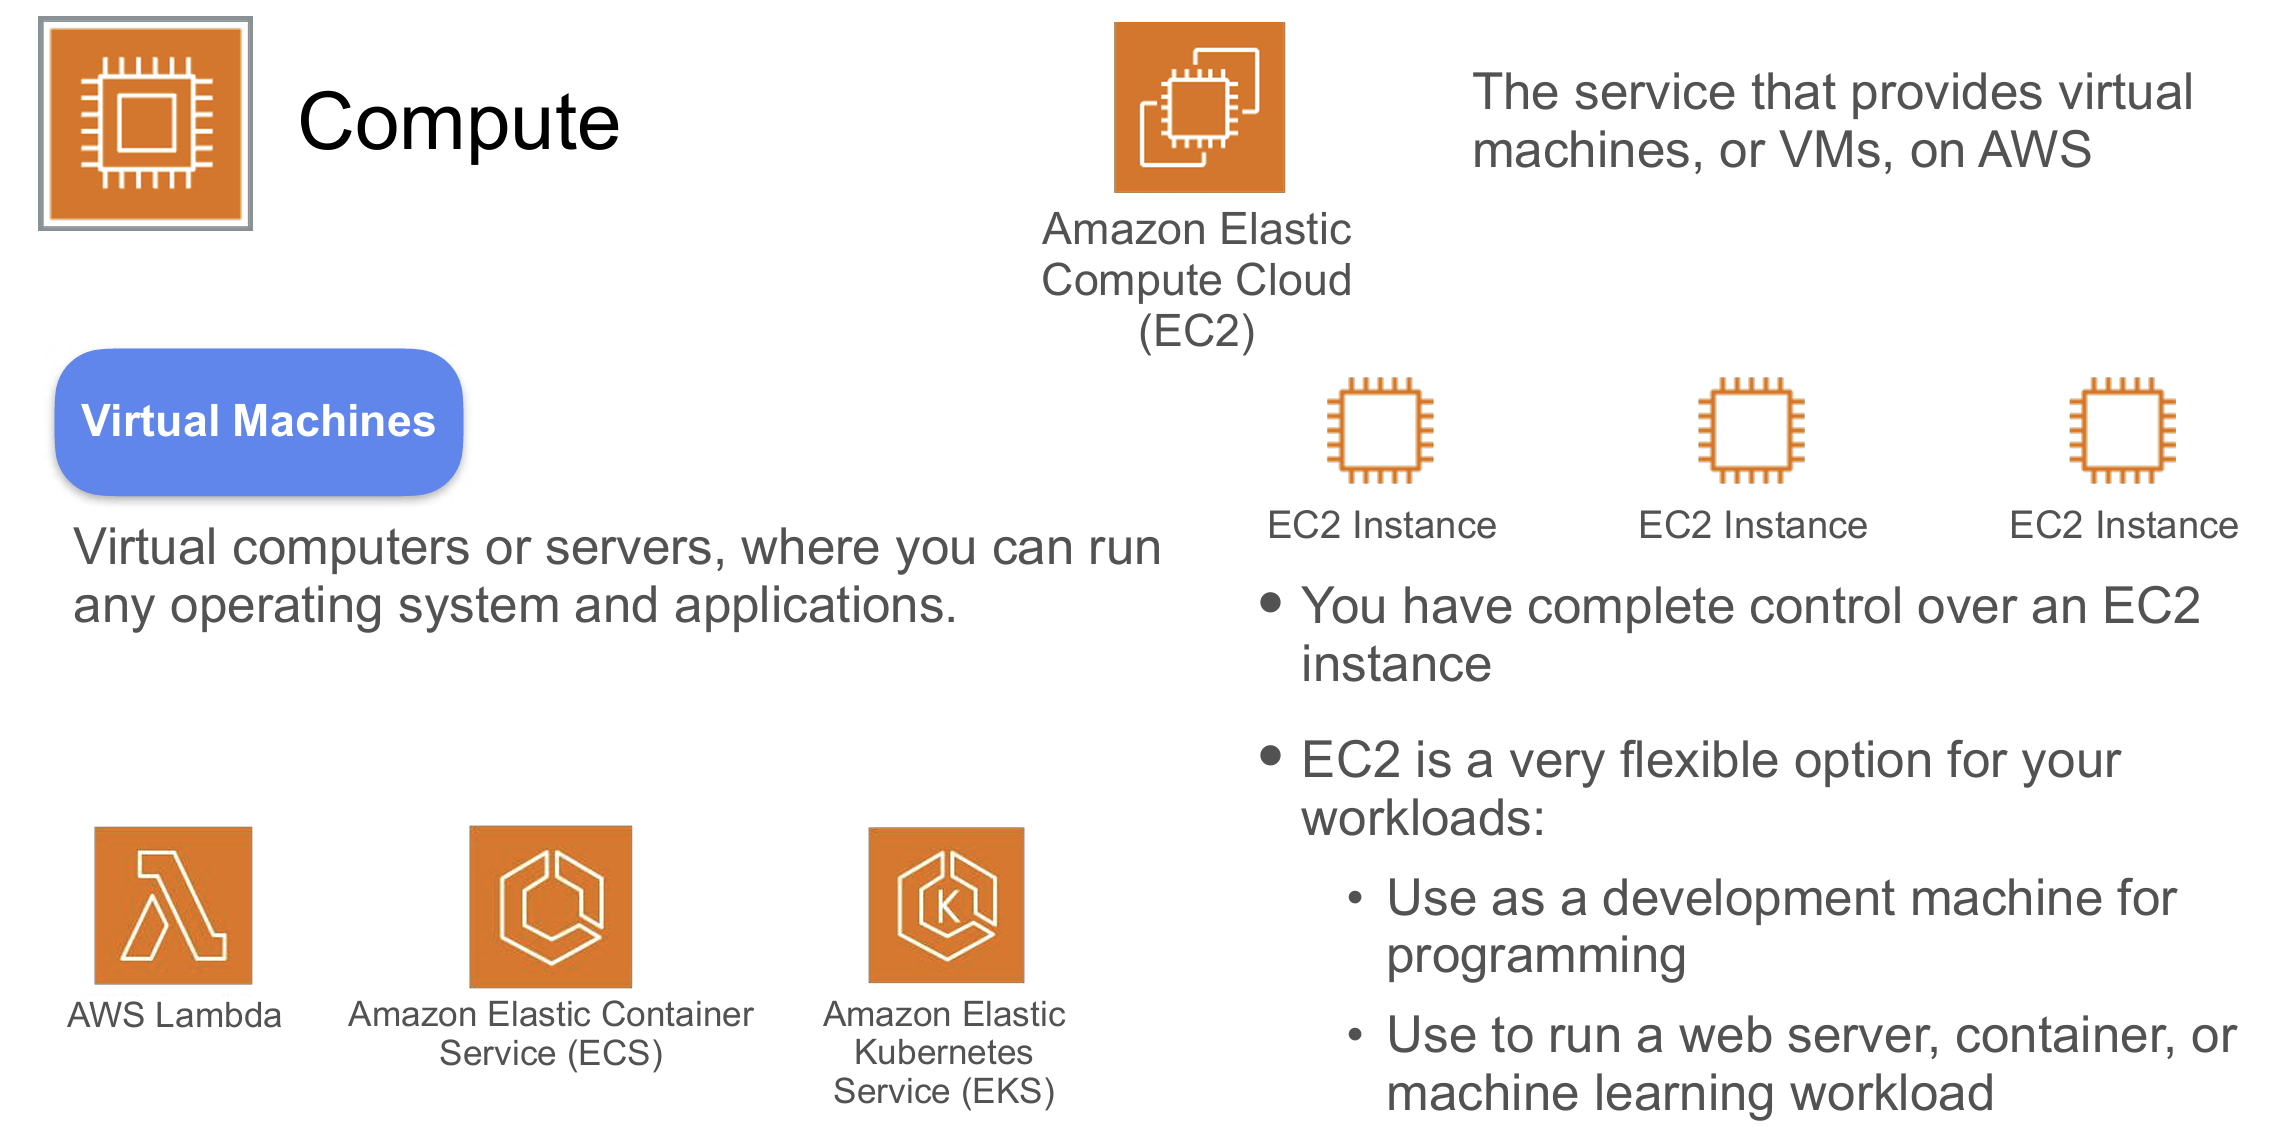 Compute
Amazon Elastic
Compute Cloud
(EC2)
The service that provides virtual
machines, or VMs, on AWS
Virtual Machines
Virtual computers or servers, where you can run
any operating system and applications.
EC2 Instance
EC2 Instance
EC2 Instance
• You have complete control over an EC2
instance
• EC2 is a very flexible option for your
workloads:
• Use as a development machine for
programming
• Use to run a web server, container, or
machine learning workload
AWS Lambda
Amazon Elastic Container
Service (ECS)
K
Amazon Elastic
Kubernetes
Service (EKS)